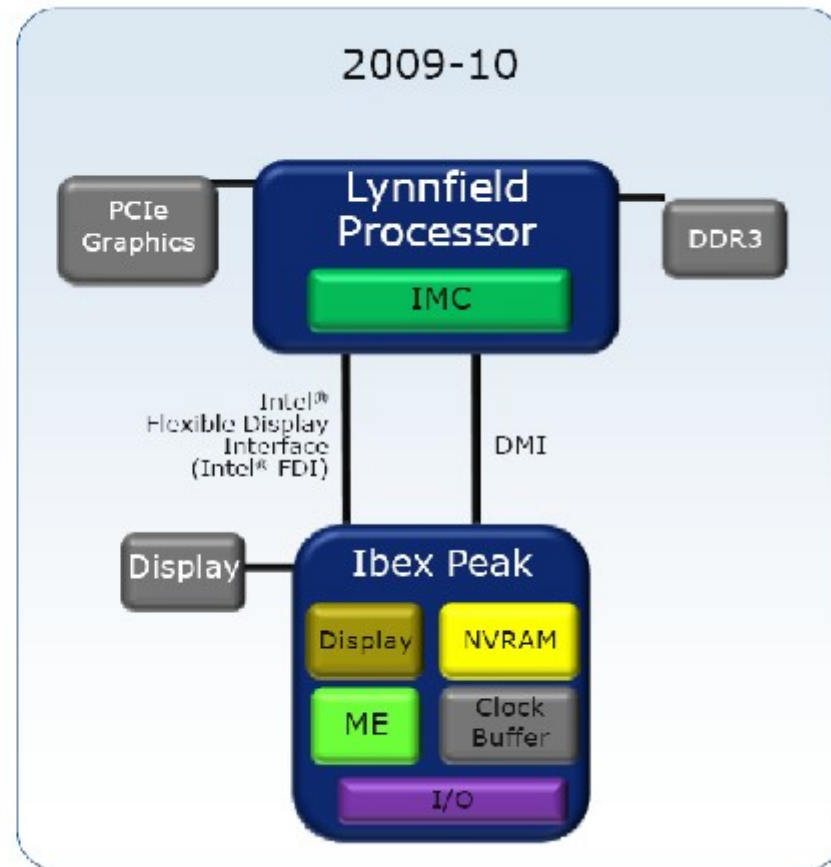 2009-10
Lynnfield
Processor
IMC
PCIe
Graphics
DDR3
Intel®
Flexible Display
Interface
(Intel® FDI)
DMI
Display
Ibex Peak
Display
NVRAM
ME
Clock
Buffer
I/O